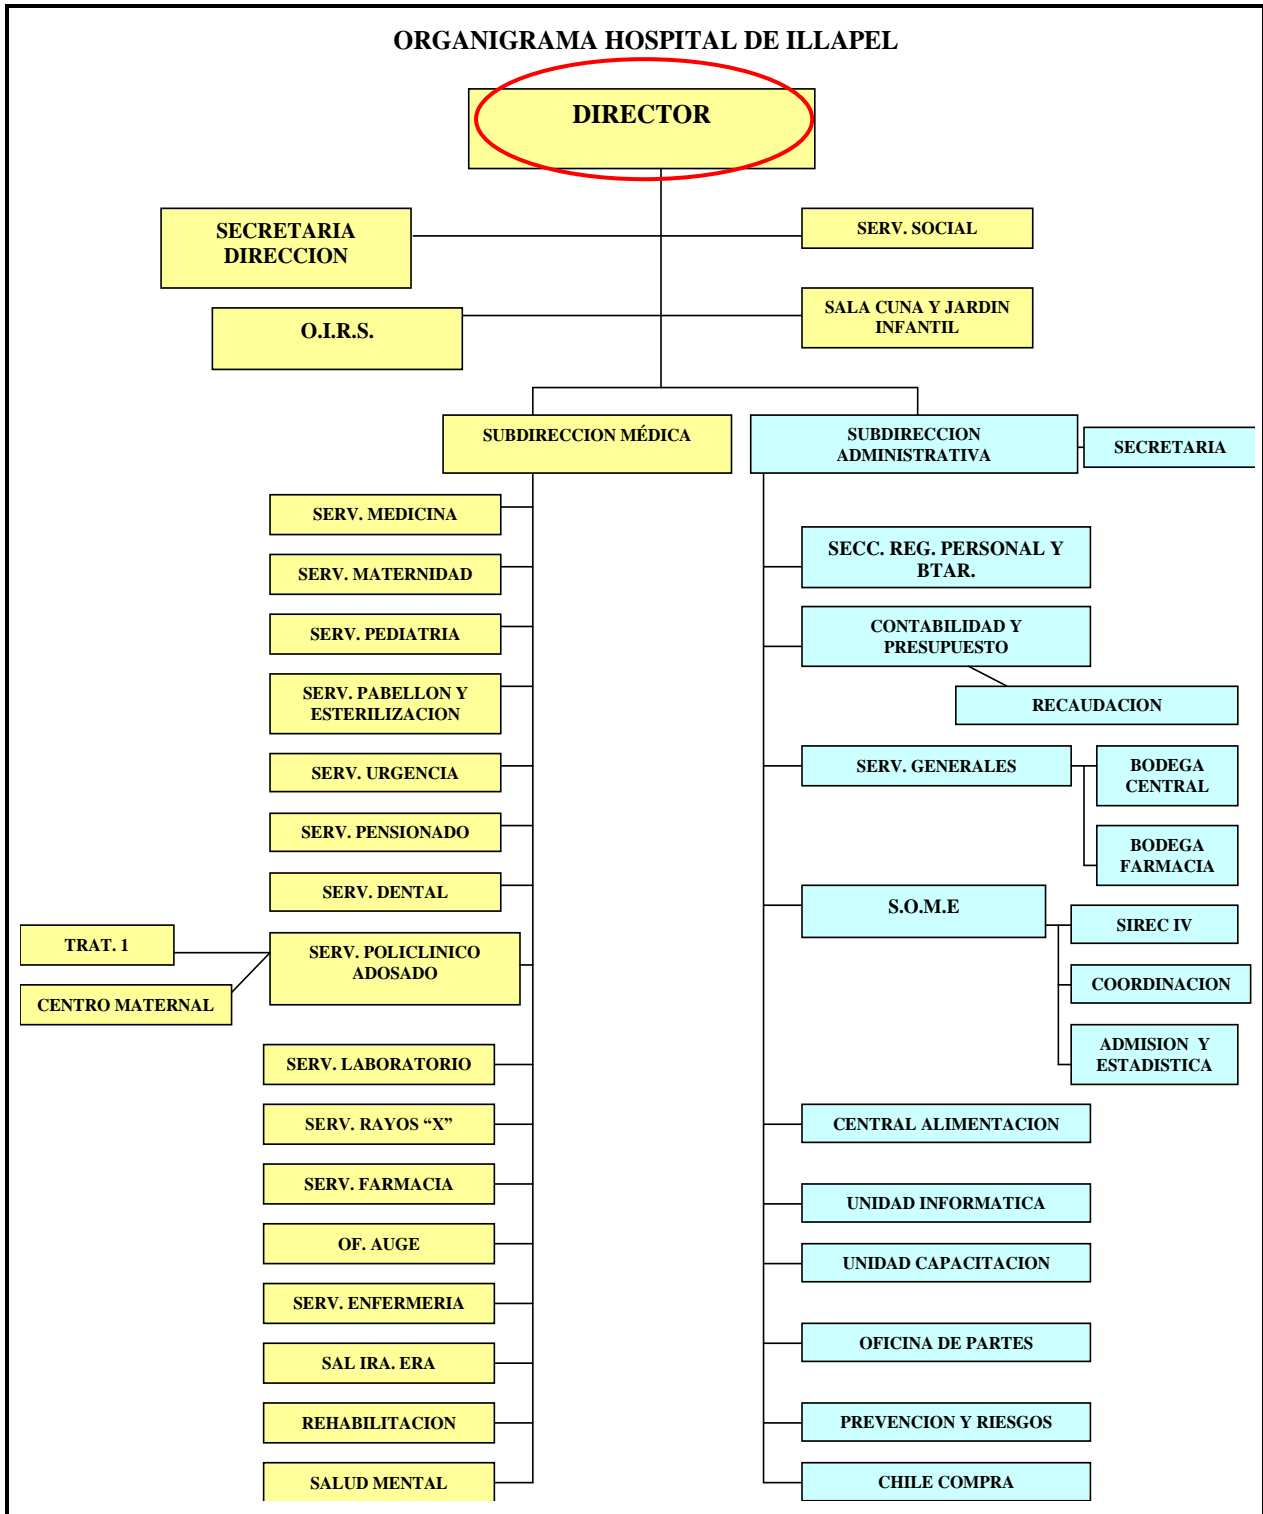 ORGANIGRAMA HOSPITAL DE ILLAPEL
DIRECTOR
SECRETARIA
DIRECCION
SERV. SOCIAL
O.I.R.S.
SALA CUNA Y JARDIN
INFANTIL
SUBDIRECCION MÉDICA
SUBDIRECCION
ADMINISTRATIVA
SECRETARIA
SERV. MEDICINA
SERV. MATERNIDAD
SERV. PEDIATRIA
SERV. PABELLON Y
ESTERILIZACION
SERV. URGENCIA
SERV. PENSIONADO
SERV. DENTAL
SERV. POLICLINICO
ADOSADO
TRAT. 1
CENTRO MATERNAL
SERV. LABORATORIO
SERV. RAYOS “X”
SERV. FARMACIA
OF. AUGE
SERV. ENFERMERIA
SAL IRA. ERA
REHABILITACION
SALUD MENTAL
SECC. REG. PERSONAL Y
BTAR.
CONTABILIDAD Y
PRESUPUESTO
RECAUDACION
SERV. GENERALES
BODEGA
CENTRAL
BODEGA
FARMACIA
S.O.M.E
SIREC IV
COORDINACION
ADMISION Y
ESTADISTICA
CENTRAL ALIMENTACION
UNIDAD INFORMATICA
UNIDAD CAPACITACION
OFICINA DE PARTES
PREVENCION Y RIESGOS
CHILE COMPRA